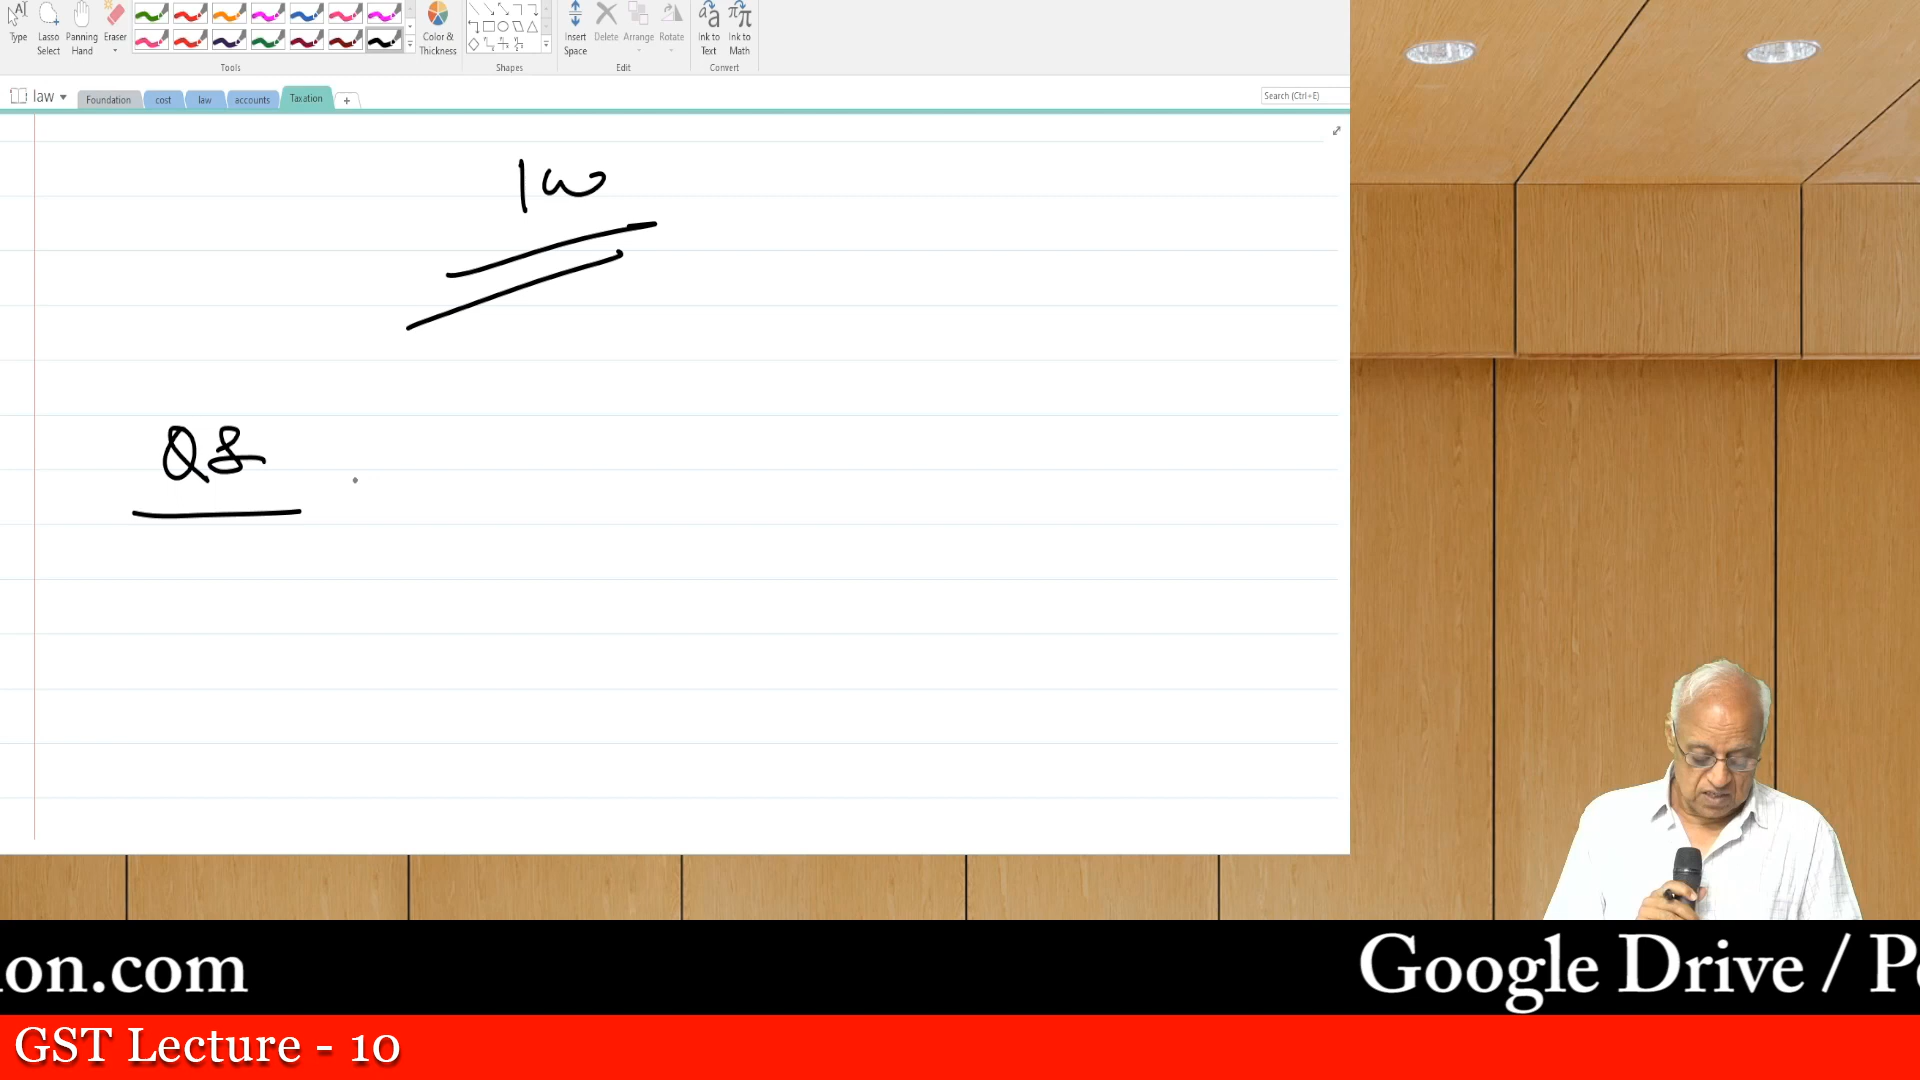 Type
Lasso Select
Panning Hand
Eraser
Color & Thickness
Insert Space
Delete
Arrange
Rotate
Ink to Text
Ink to Math
Tools
Shapes
Edit
Convert
law
Foundation
cost
law
accounts
Taxation
Search (Ctrl+E)
on.com
Google Drive / P
GST Lecture - 10